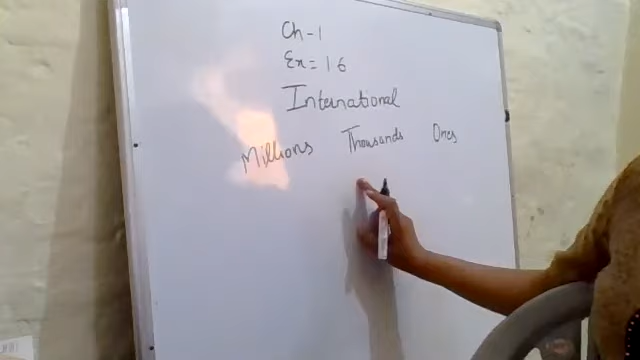 Ch-1
Ex = 16
International
Millions Thousands Ones